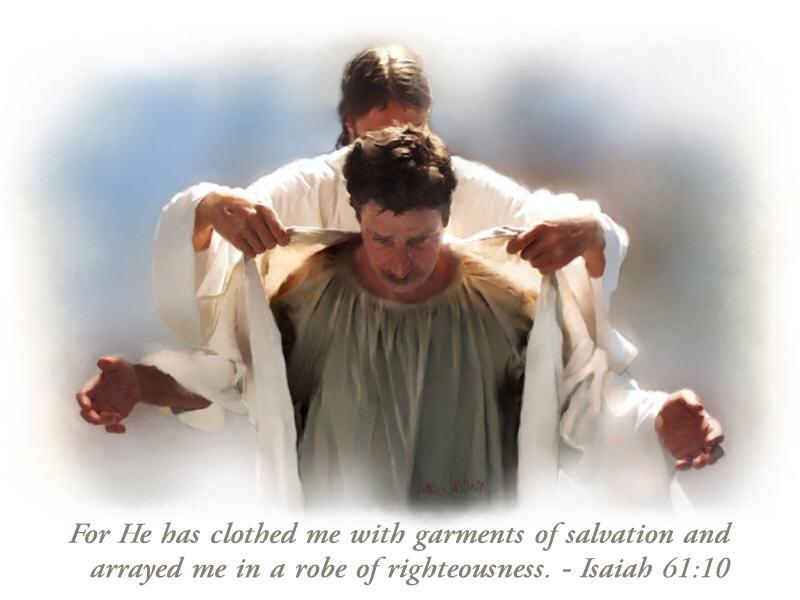 For He has clothed me with garments of salvation and
arrayed me in a robe of righteousness. - Isaiah 61:10